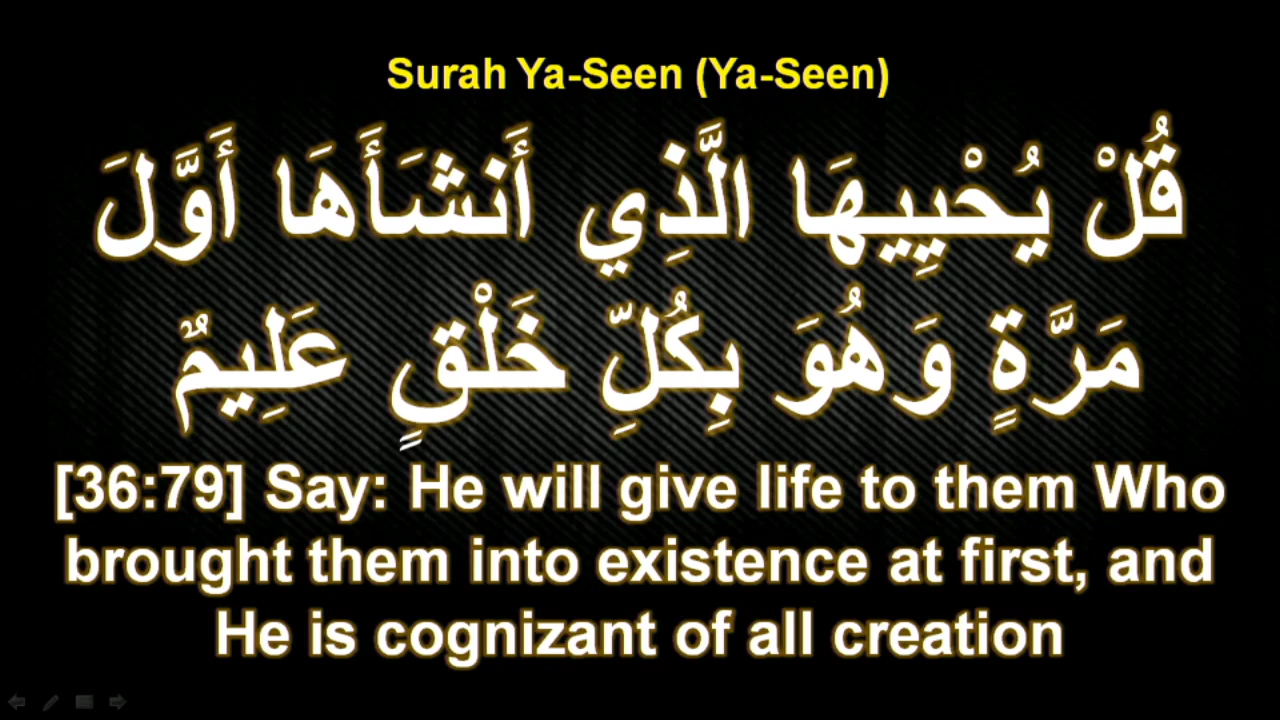 Surah Ya-Seen (Ya-Seen)
قُلْ يُحْيِيهَا الَّذِي أَنشَأَهَا أَوَّلَ
مَرَّةٍ وَهُوَ بِكُلِّ خَلْقٍ عَلِيمٌ
[36:79] Say: He will give life to them Who
brought them into existence at first, and
He is cognizant of all creation